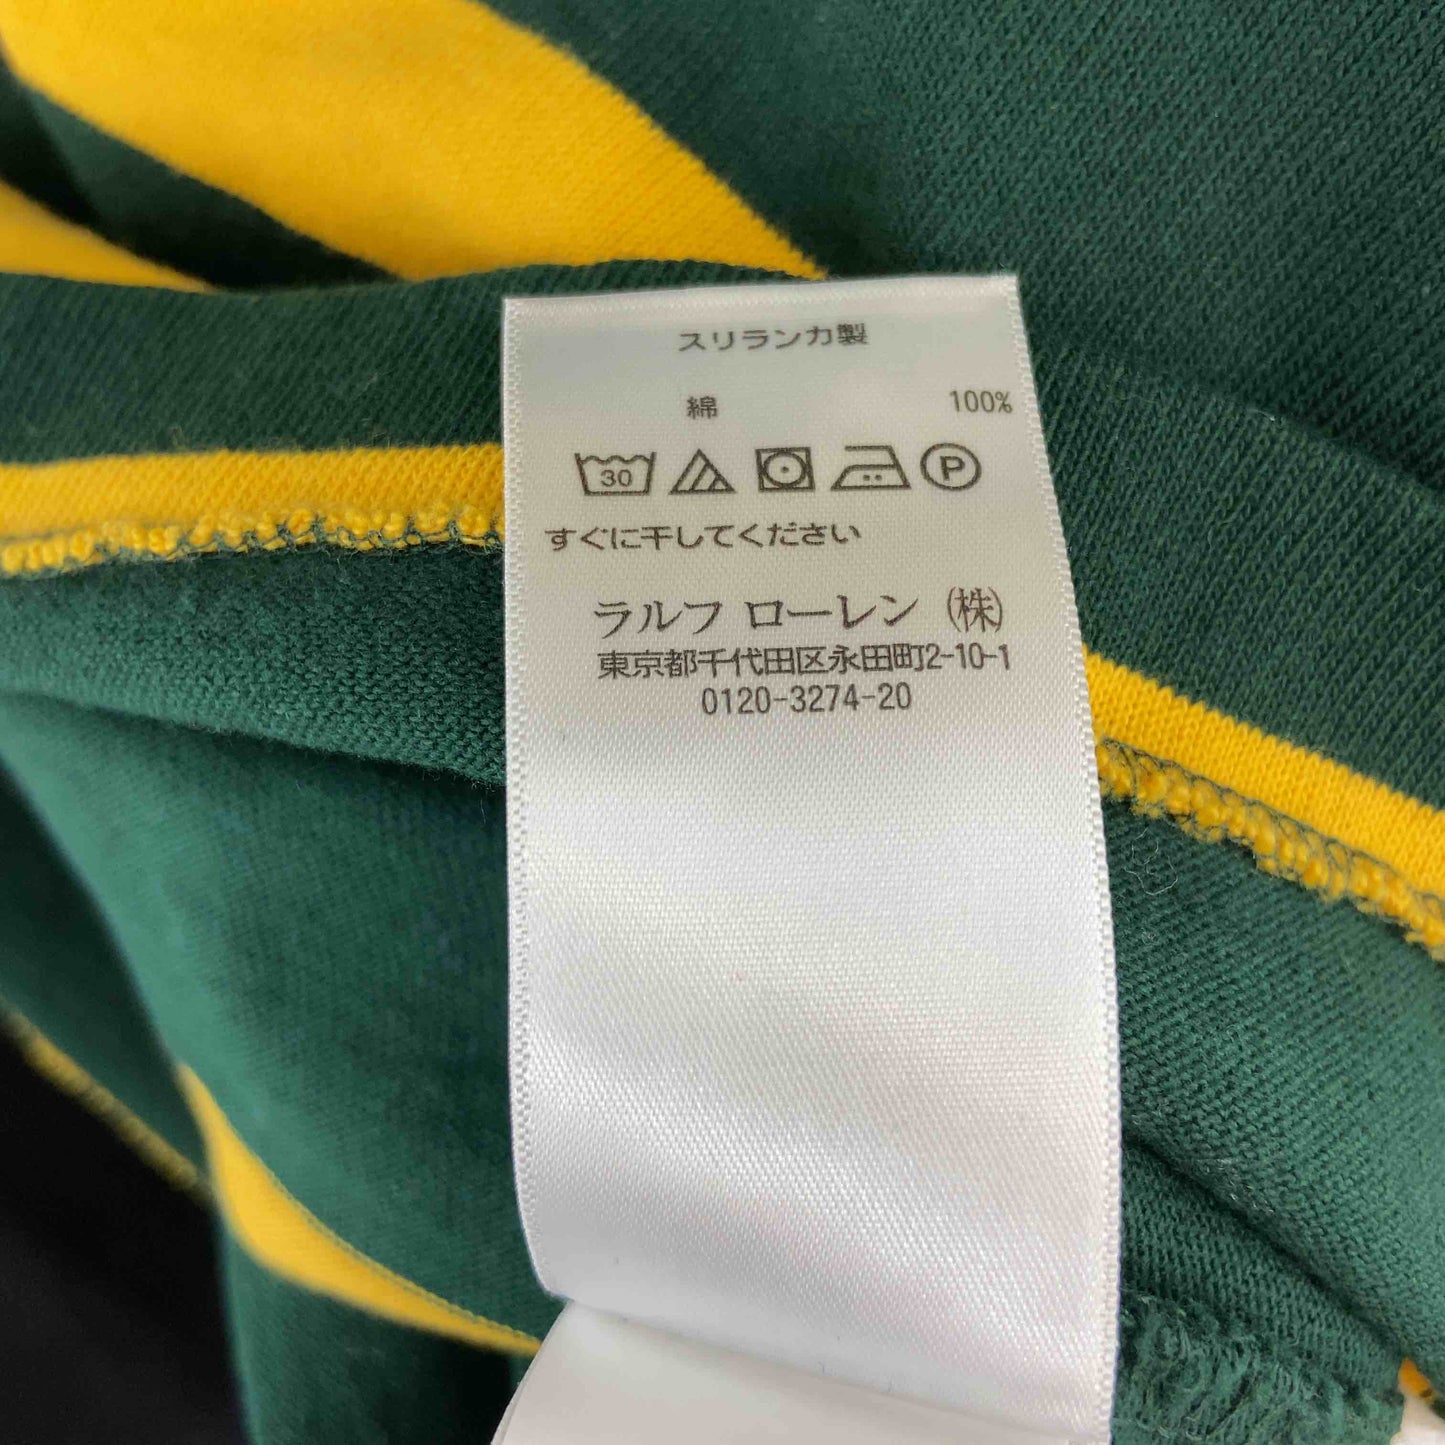 スリランカ製
綿 100%
30 P
すぐに干してください
ラルフ ローレン (株)
東京都千代田区永田町2-10-1
0120-3274-20